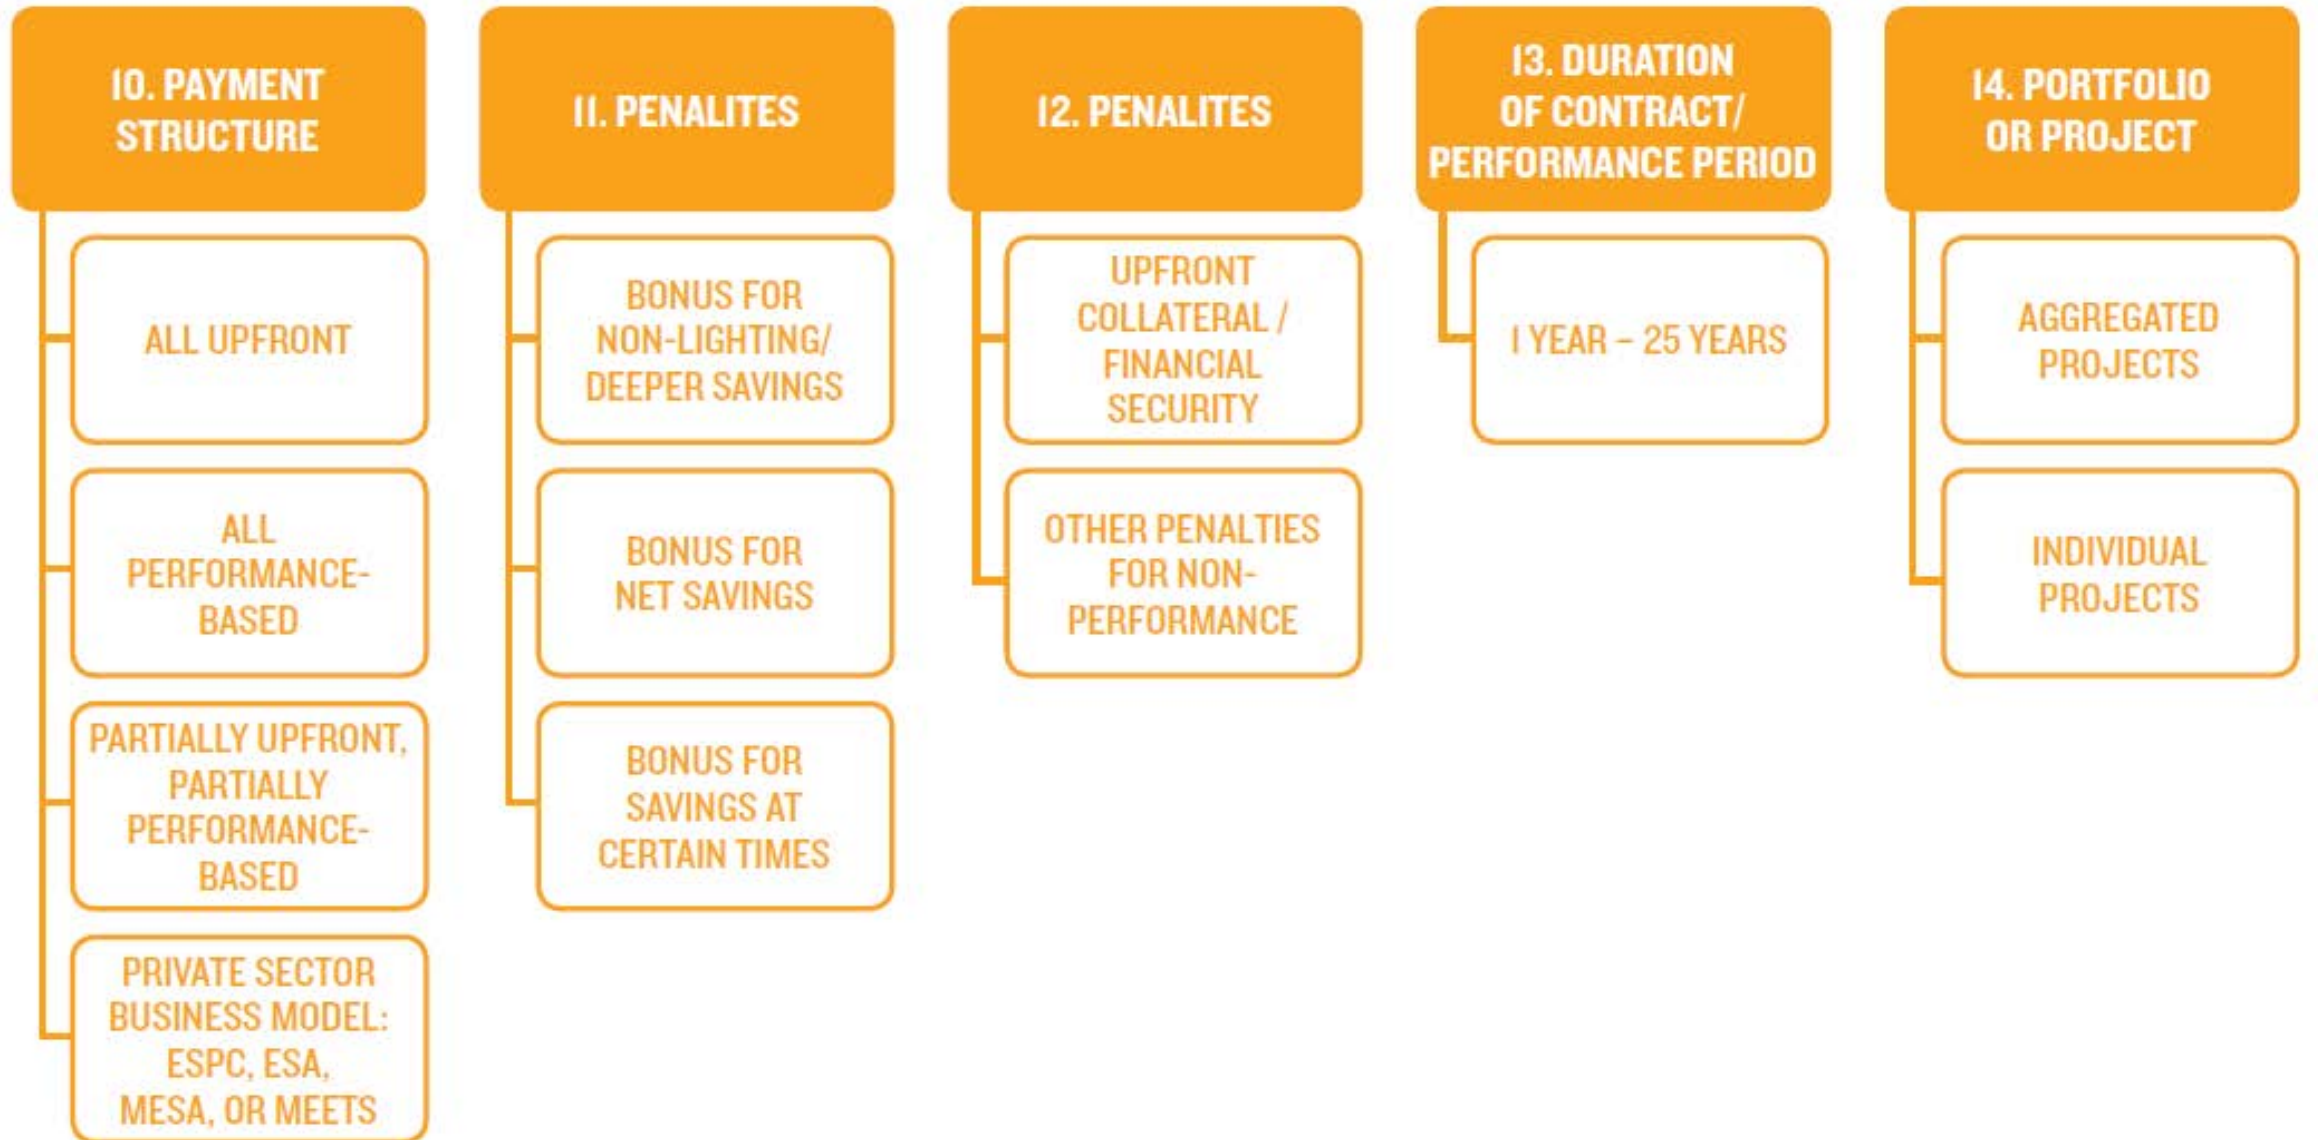 10. PAYMENT
STRUCTURE
ALL UPFRONT
ALL
PERFORMANCE-
BASED
PARTIALLY UPFRONT,
PARTIALLY
PERFORMANCE-
BASED
PRIVATE SECTOR
BUSINESS MODEL:
ESPC, ESA,
MESA, OR MEETS
11. PENALITES
BONUS FOR
NON-LIGHTING/
DEEPER SAVINGS
BONUS FOR
NET SAVINGS
BONUS FOR
SAVINGS AT
CERTAIN TIMES
12. PENALITES
UPFRONT
COLLATERAL /
FINANCIAL
SECURITY
OTHER PENALTIES
FOR NON-
PERFORMANCE
13. DURATION
OF CONTRACT/
PERFORMANCE PERIOD
1 YEAR – 25 YEARS
14. PORTFOLIO
OR PROJECT
AGGREGATED
PROJECTS
INDIVIDUAL
PROJECTS